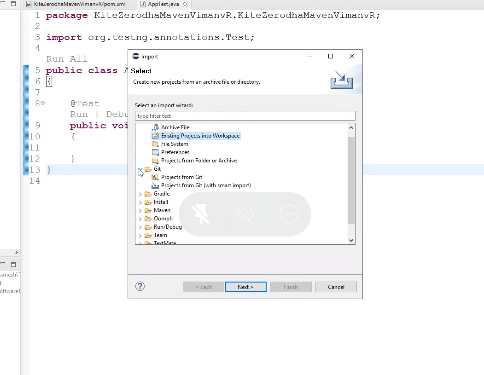 KiteZerodhaMavenVimanvR/pom.xml
AppTest.java
1 package KiteZerodhaMavenVimanvR.KiteZerodhaMavenVimanvR;
2
3 import org.testng.annotations.Test;
4
Run All
5 public class
6 {
7
8 @Test
Run | Debu
9 public voi
10 {
11
12 }
13 }
14
Import
Select
Create new projects from an archive file or directory.
Select an import wizard:
type filter text
Archive File
Existing Projects into Workspace
File System
Preferences
Projects from Folder or Archive
Git
Projects from Git
Projects from Git (with smart import)
Gradle
Install
Maven
Oomph
Run/Debug
Team
TextMate
?
< Back
Next >
Finish
Cancel